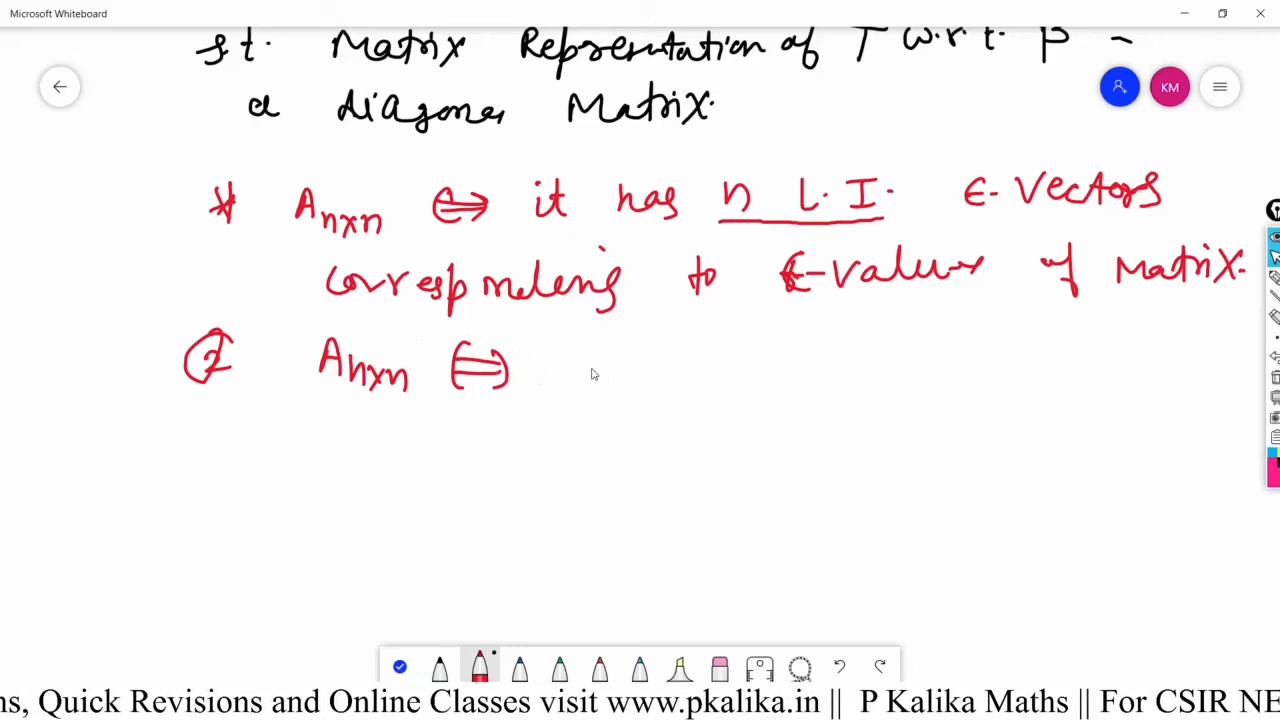 Microsoft Whiteboard
st. Matrix Representation of T w.r.t. β =
a diagonal Matrix.
KM
* Anxn ⟺ it has n L.I. E-vectors
corresponding to E-values of Matrix.
② Anxn ⟺
ns, Quick Revisions and Online Classes visit www.pkalika.in || P Kalika Maths || For CSIR NE